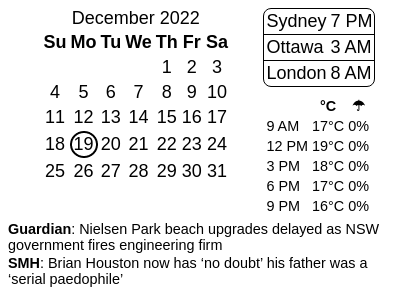 December 2022
Su Mo Tu We Th Fr Sa
1 2 3
4 5 6 7 8 9 10
11 12 13 14 15 16 17
18 19 20 21 22 23 24
25 26 27 28 29 30 31
Sydney 7 PM
Ottawa 3 AM
London 8 AM
°C ☂
9 AM 17°C 0%
12 PM 19°C 0%
3 PM 18°C 0%
6 PM 17°C 0%
9 PM 16°C 0%
Guardian: Nielsen Park beach upgrades delayed as NSW
government fires engineering firm
SMH: Brian Houston now has ‘no doubt’ his father was a
‘serial paedophile’